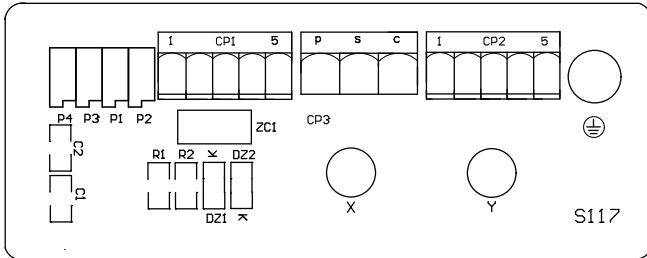 1 CP1 5 P S C 1 CP2 5
P4 P3 P1 P2
ZC1 CP3
C2
R1 R2 K DZ2
C1
DZ1 K
X Y
S117